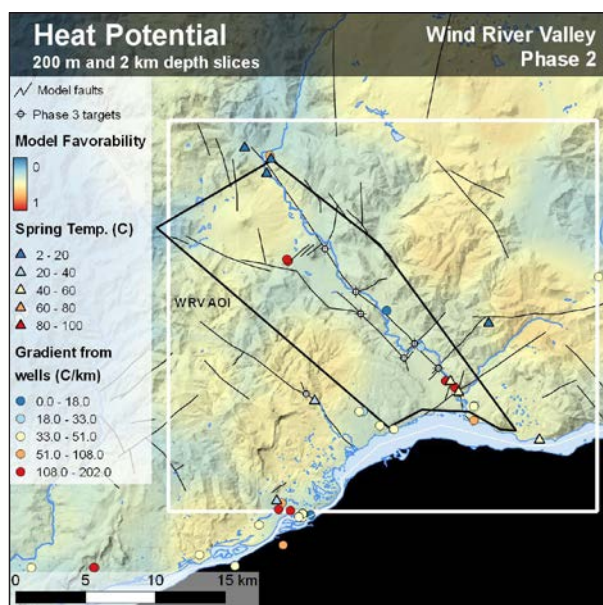 Heat Potential
200 m and 2 km depth slices
Wind River Valley
Phase 2
Model faults
Phase 3 targets
Model Favorability
0
1
Spring Temp. (C)
2 - 20
20 - 40
40 - 60
60 - 80
80 - 100
Gradient from
wells (C/km)
0.0 - 18.0
18.0 - 33.0
33.0 - 51.0
51.0 - 108.0
108.0 - 202.0
WRV AOI
0 5 10 15 km